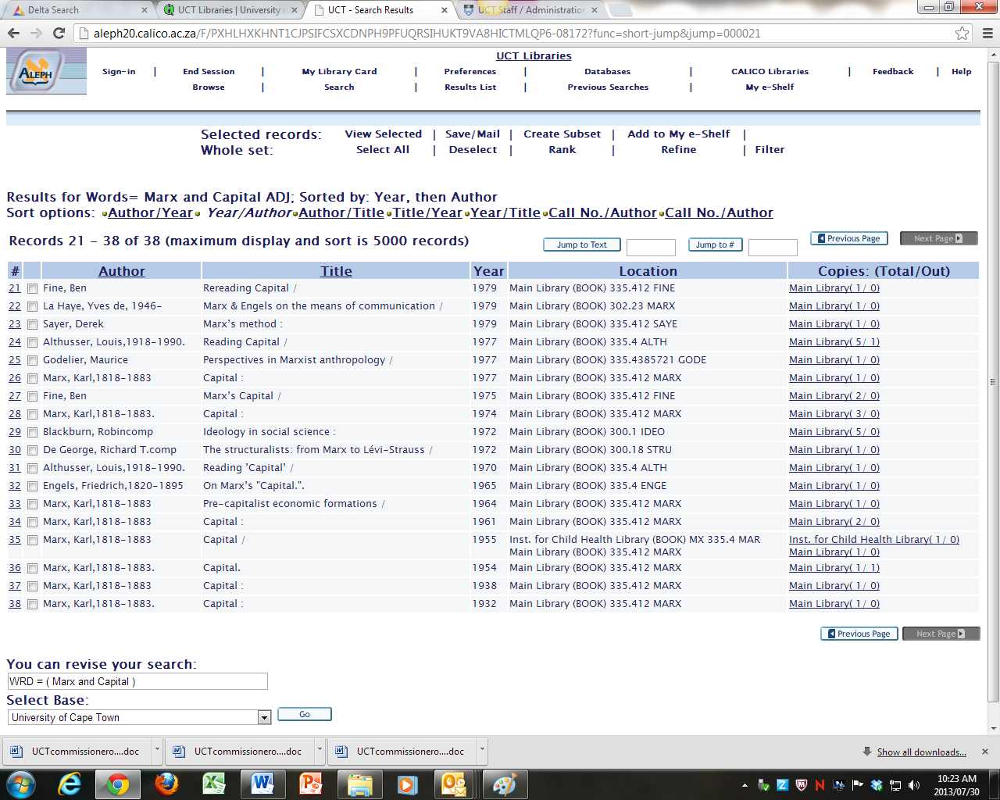 Delta Search
UCT Libraries | University
UCT - Search Results
UCT Staff / Administration
aleph20.calico.ac.za/F/PXHLHXKHNT1CJPSIFCSXCDNPH9PFUQRSIHUKT9VA8HICTMLQP6-08172?func=short-jump&jump=000021
ALEPH
UCT Libraries
Sign-in | End Session | My Library Card | Preferences | Databases | CALICO Libraries | Feedback | Help
Browse | Search | Results List | Previous Searches | My e-Shelf
Selected records: View Selected | Save/Mail | Create Subset | Add to My e-Shelf |
Whole set: Select All | Deselect | Rank | Refine | Filter
Results for Words= Marx and Capital ADJ; Sorted by: Year, then Author
Sort options: Author/Year Year/Author Author/Title Title/Year Year/Title Call No./Author Call No./Author
Records 21 - 38 of 38 (maximum display and sort is 5000 records)
Jump to Text Jump to # Previous Page Next Page
# Author Title Year Location Copies: (Total/Out)
21 Fine, Ben Rereading Capital / 1979 Main Library (BOOK) 335.412 FINE Main Library( 1/ 0)
22 La Haye, Yves de, 1946- Marx & Engels on the means of communication / 1979 Main Library (BOOK) 302.23 MARX Main Library( 1/ 0)
23 Sayer, Derek Marx's method : 1979 Main Library (BOOK) 335.412 SAYE Main Library( 1/ 0)
24 Althusser, Louis,1918-1990. Reading Capital / 1977 Main Library (BOOK) 335.4 ALTH Main Library( 5/ 1)
25 Godelier, Maurice Perspectives in Marxist anthropology / 1977 Main Library (BOOK) 335.4385721 GODE Main Library( 1/ 0)
26 Marx, Karl,1818-1883 Capital : 1977 Main Library (BOOK) 335.412 MARX Main Library( 1/ 0)
27 Fine, Ben Marx's Capital / 1975 Main Library (BOOK) 335.412 FINE Main Library( 2/ 0)
28 Marx, Karl,1818-1883. Capital : 1974 Main Library (BOOK) 335.412 MARX Main Library( 3/ 0)
29 Blackburn, Robincomp Ideology in social science : 1972 Main Library (BOOK) 300.1 IDEO Main Library( 5/ 0)
30 De George, Richard T.comp The structuralists: from Marx to Lévi-Strauss / 1972 Main Library (BOOK) 300.18 STRU Main Library( 1/ 0)
31 Althusser, Louis,1918-1990. Reading 'Capital' / 1970 Main Library (BOOK) 335.4 ALTH Main Library( 1/ 0)
32 Engels, Friedrich,1820-1895 On Marx's "Capital.". 1965 Main Library (BOOK) 335.4 ENGE Main Library( 1/ 0)
33 Marx, Karl,1818-1883 Pre-capitalist economic formations / 1964 Main Library (BOOK) 335.412 MARX Main Library( 1/ 0)
34 Marx, Karl,1818-1883 Capital : 1961 Main Library (BOOK) 335.412 MARX Main Library( 2/ 0)
35 Marx, Karl,1818-1883 Capital / 1955 Inst. for Child Health Library (BOOK) MX 335.4 MAR Inst. for Child Health Library( 1/ 0)
Main Library (BOOK) 335.412 MARX Main Library( 1/ 0)
36 Marx, Karl,1818-1883. Capital. 1954 Main Library (BOOK) 335.412 MARX Main Library( 1/ 1)
37 Marx, Karl,1818-1883 Capital : 1938 Main Library (BOOK) 335.412 MARX Main Library( 1/ 0)
38 Marx, Karl,1818-1883. Capital : 1932 Main Library (BOOK) 335.412 MARX Main Library( 1/ 0)
Previous Page Next Page
You can revise your search:
WRD = ( Marx and Capital )
Select Base:
University of Cape Town Go
UCTcommissionero....doc UCTcommissionero....doc UCTcommissionero....doc Show all downloads...
10:23 AM
2013/07/30